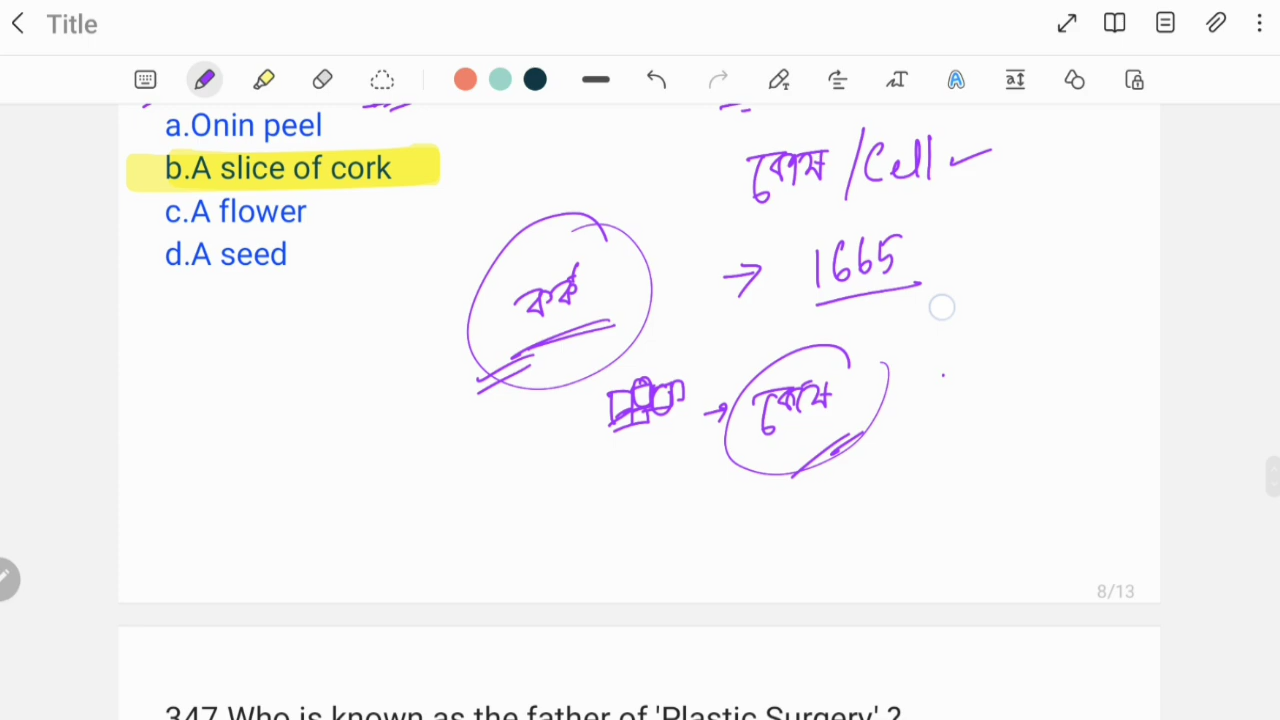 Title
a.Onin peel
b.A slice of cork
c.A flower
d.A seed
কোষ /Cell
1665
কর্ক
কোষ
8/13
347.Who is known as the father of 'Plastic Surgery' ?